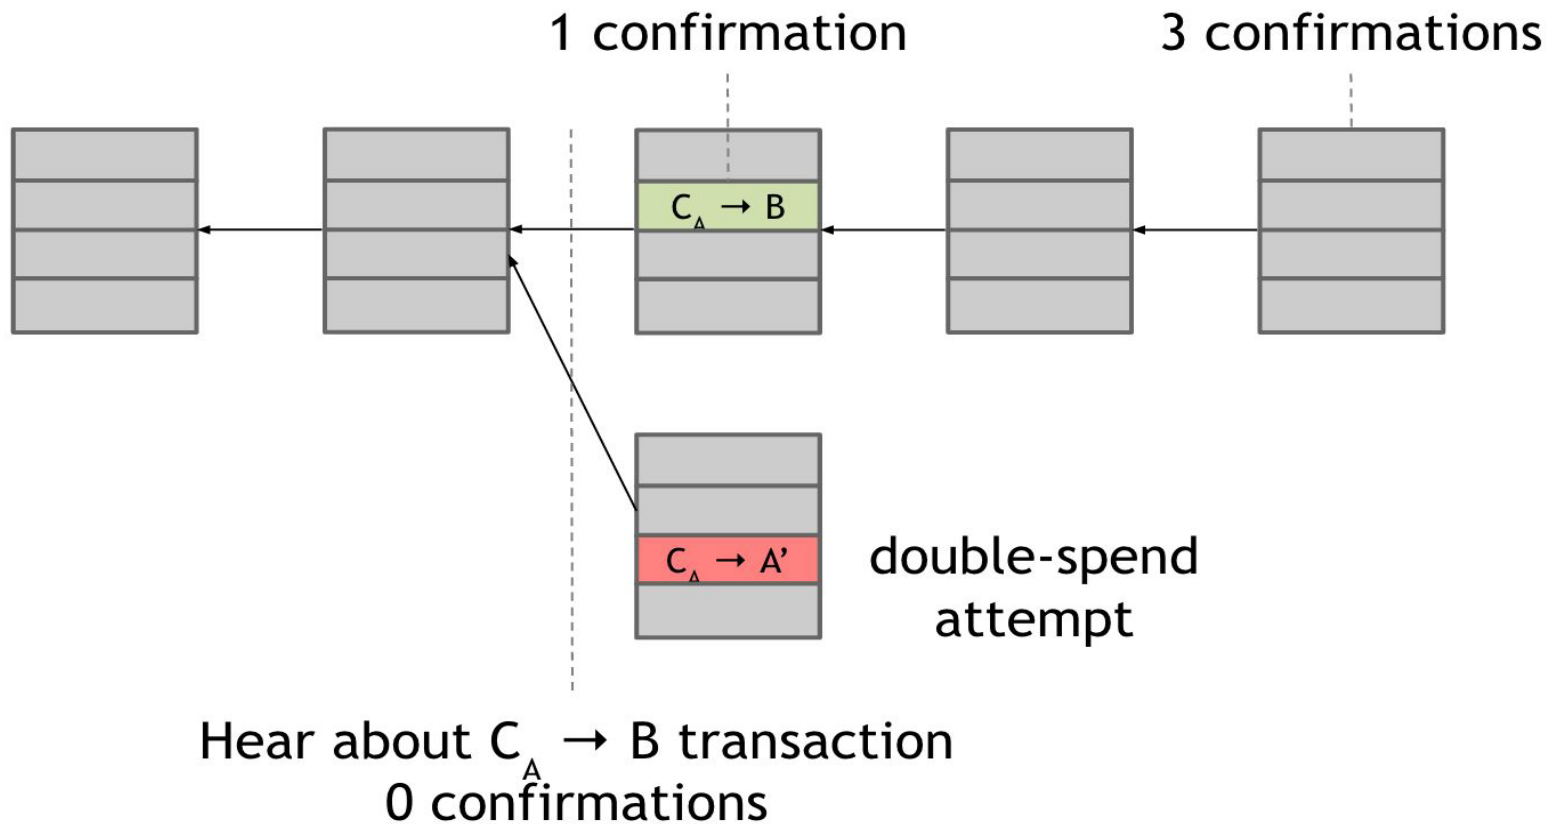 1 confirmation
3 confirmations
C_A → B
C_A → A’
double-spend
attempt
Hear about C_A → B transaction
0 confirmations